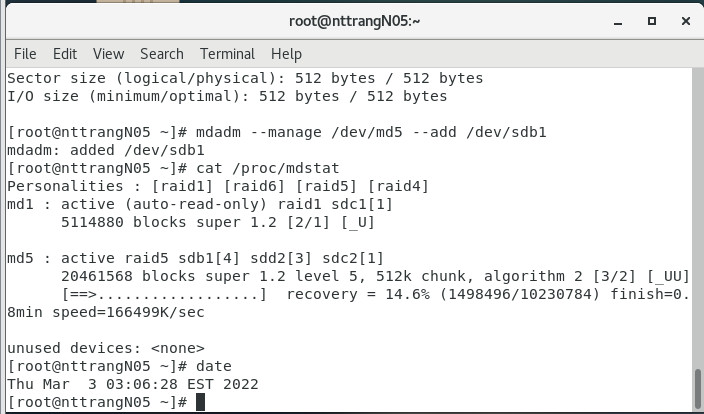 root@nttrangN05:~
File Edit View Search Terminal Help
Sector size (logical/physical): 512 bytes / 512 bytes
I/O size (minimum/optimal): 512 bytes / 512 bytes
[root@nttrangN05 ~]# mdadm --manage /dev/md5 --add /dev/sdb1
mdadm: added /dev/sdb1
[root@nttrangN05 ~]# cat /proc/mdstat
Personalities : [raid1] [raid6] [raid5] [raid4]
md1 : active (auto-read-only) raid1 sdc1[1]
      5114880 blocks super 1.2 [2/1] [_U]

md5 : active raid5 sdb1[4] sdd2[3] sdc2[1]
      20461568 blocks super 1.2 level 5, 512k chunk, algorithm 2 [3/2] [_UU]
      [==>..................]  recovery = 14.6% (1498496/10230784) finish=0.
8min speed=166499K/sec

unused devices: <none>
[root@nttrangN05 ~]# date
Thu Mar  3 03:06:28 EST 2022
[root@nttrangN05 ~]#